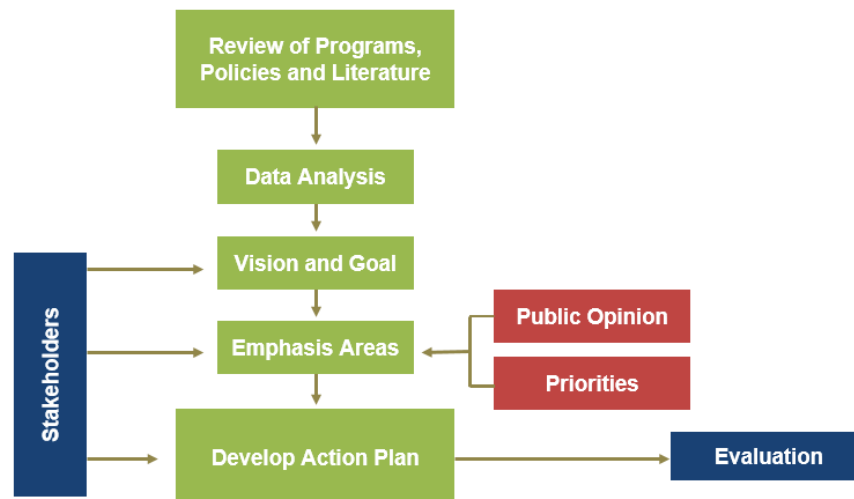 Review of Programs,
Policies and Literature
Data Analysis
Vision and Goal
Emphasis Areas
Develop Action Plan
Stakeholders
Public Opinion
Priorities
Evaluation